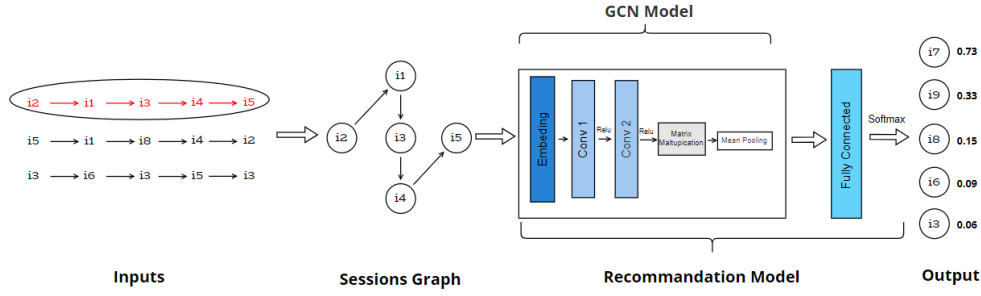 GCN Model
i2 i1 i3 i4 i5
i5 i1 i8 i4 i2
i3 i6 i3 i5 i3
i1
i2
i3
i5
i4
Embeding
Conv 1
Relu
Conv 2
Relu
Matrix
Maltupication
Mean Pooling
Fully Connected
Softmax
i7 0.73
i9 0.33
i8 0.15
i6 0.09
i3 0.06
Inputs
Sessions Graph
Recommandation Model
Output